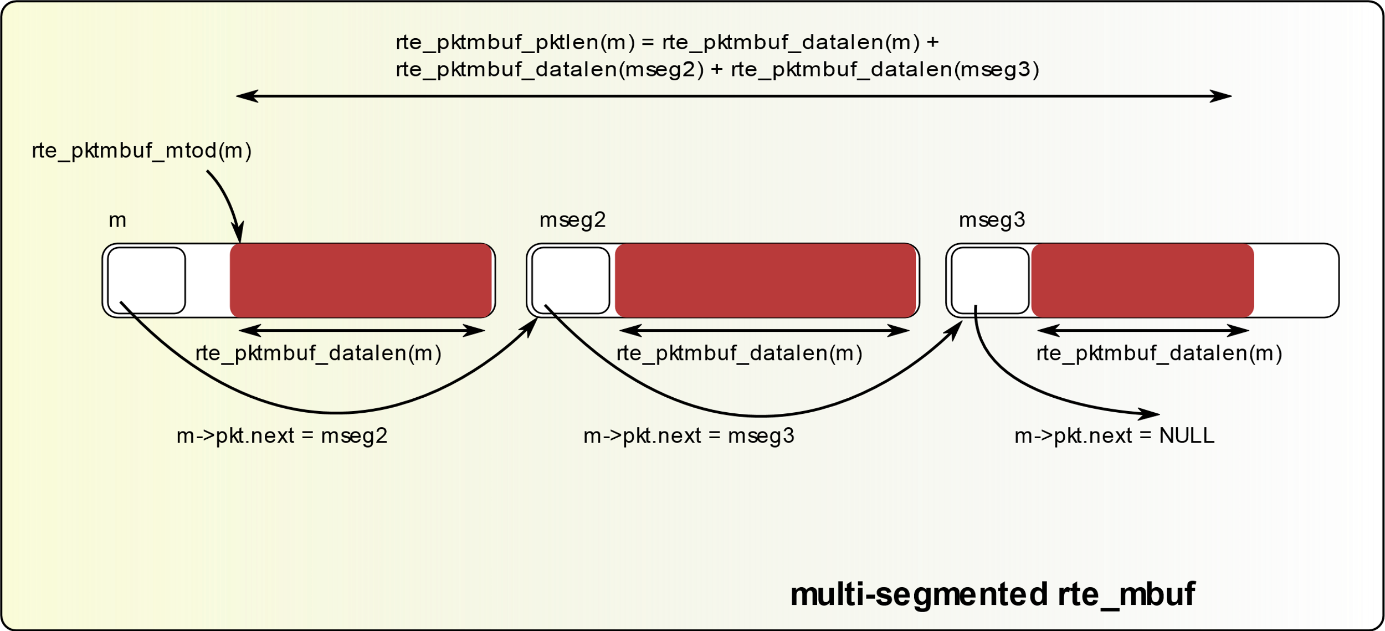 rte_pktmbuf_pktlen(m) = rte_pktmbuf_datalen(m) +
rte_pktmbuf_datalen(mseg2) + rte_pktmbuf_datalen(mseg3)
rte_pktmbuf_mtod(m)
m
mseg2
mseg3
rte_pktmbuf_datalen(m)
rte_pktmbuf_datalen(m)
rte_pktmbuf_datalen(m)
m->pkt.next = mseg2
m->pkt.next = mseg3
m->pkt.next = NULL
multi-segmented rte_mbuf